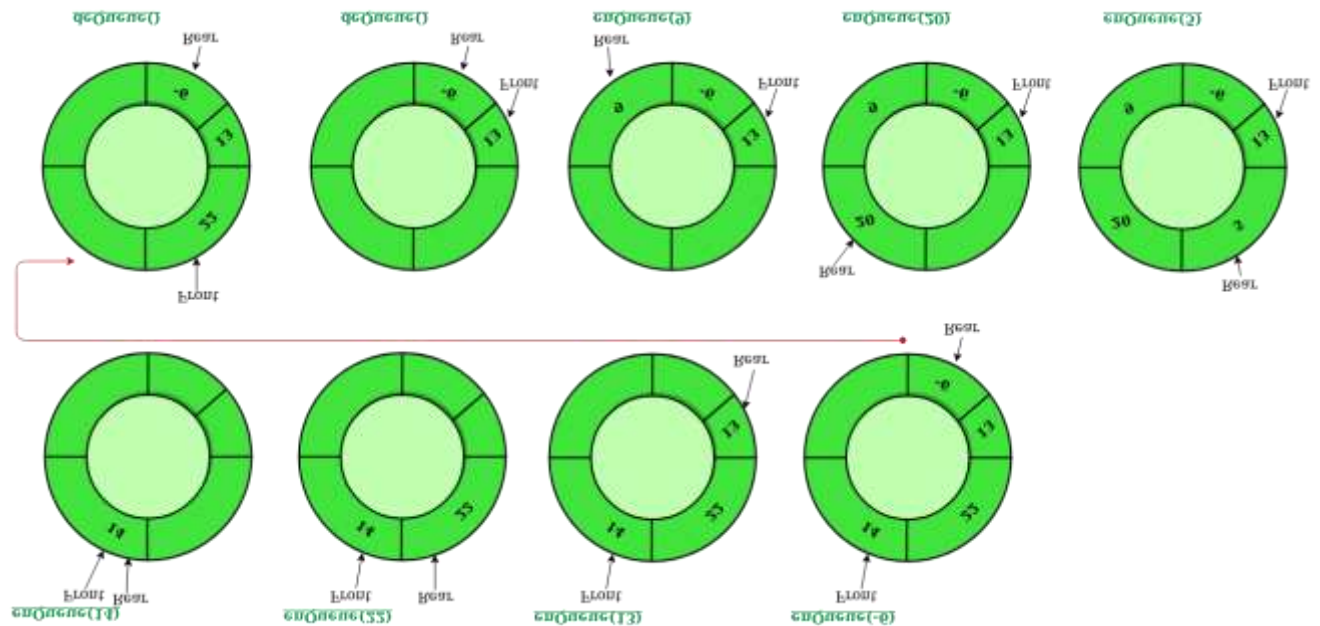 enQueue(14)
Front
Rear
14
enQueue(22)
Front
Rear
14
22
enQueue(13)
Front
14
22
13
Rear
enQueue(-6)
Front
14
22
13
-6
Rear
Front
22
13
-6
Rear
deQueue()
13
Front
-6
Rear
deQueue()
13
Front
9
-6
Rear
enQueue(9)
Rear
20
13
Front
9
-6
enQueue(20)
Rear
20
5
13
Front
9
-6
enQueue(5)